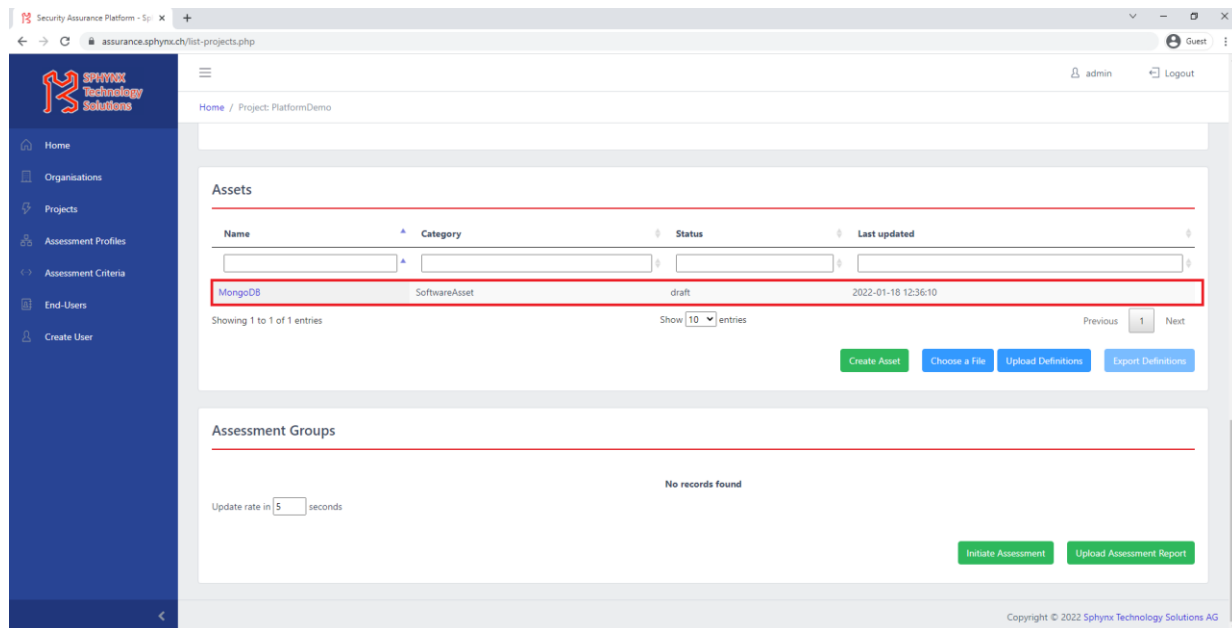 Security Assurance Platform - Sp
assurance.sphynx.ch/list-projects.php
Guest
SPHYNX
Technology
Solutions
admin
Logout
Home / Project: PlatformDemo
Home
Organisations
Projects
Assessment Profiles
Assessment Criteria
End-Users
Create User
Assets
Name Category Status Last updated
MongoDB SoftwareAsset draft 2022-01-18 12:36:10
Showing 1 to 1 of 1 entries Show 10 entries Previous 1 Next
Create Asset Choose a File Upload Definitions Export Definitions
Assessment Groups
No records found
Update rate in 5 seconds
Initiate Assessment Upload Assessment Report
Copyright © 2022 Sphynx Technology Solutions AG